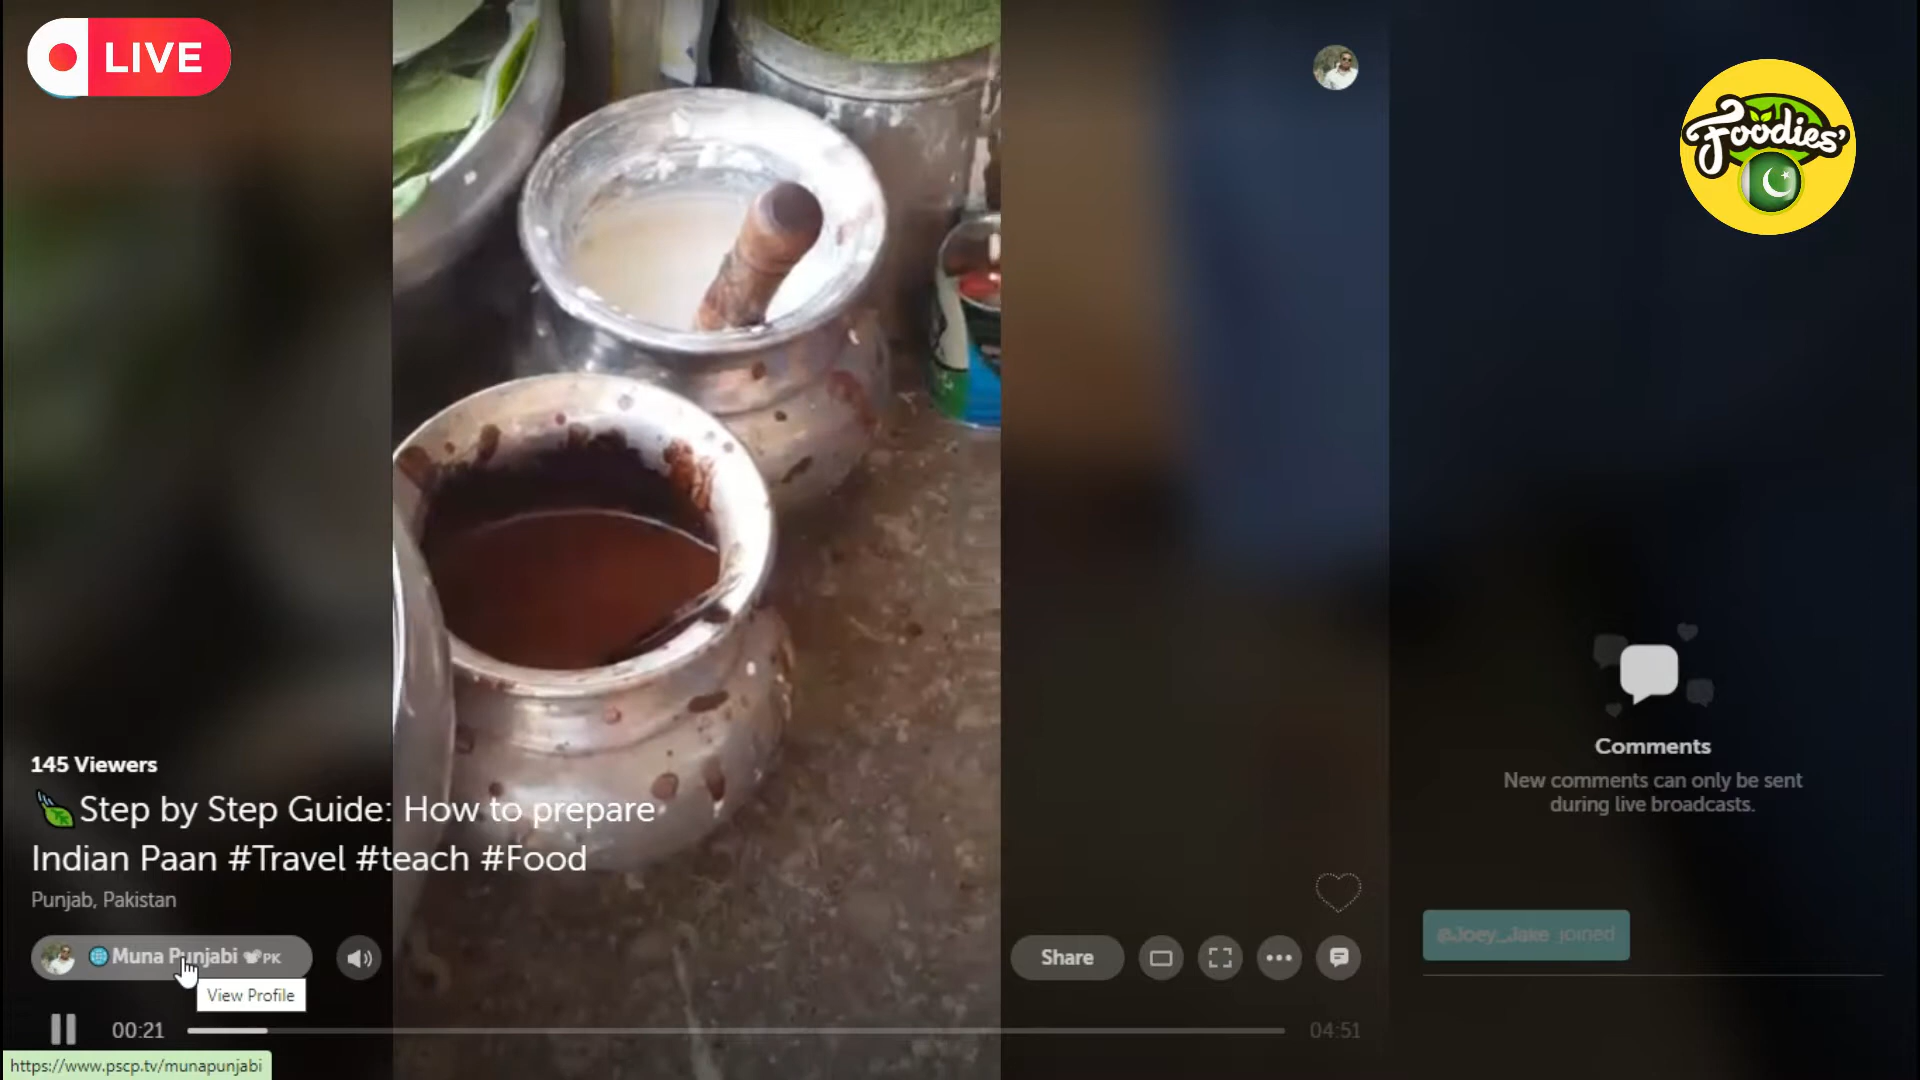 LIVE
Foodies'
145 Viewers
Step by Step Guide: How to prepare
Indian Paan #Travel #teach #Food
Punjab, Pakistan
Muna Punjabi PK
View Profile
00:21
04:51
Share
Comments
New comments can only be sent
during live broadcasts.
@Joey_Jake joined
https://www.pscp.tv/munapunjabi